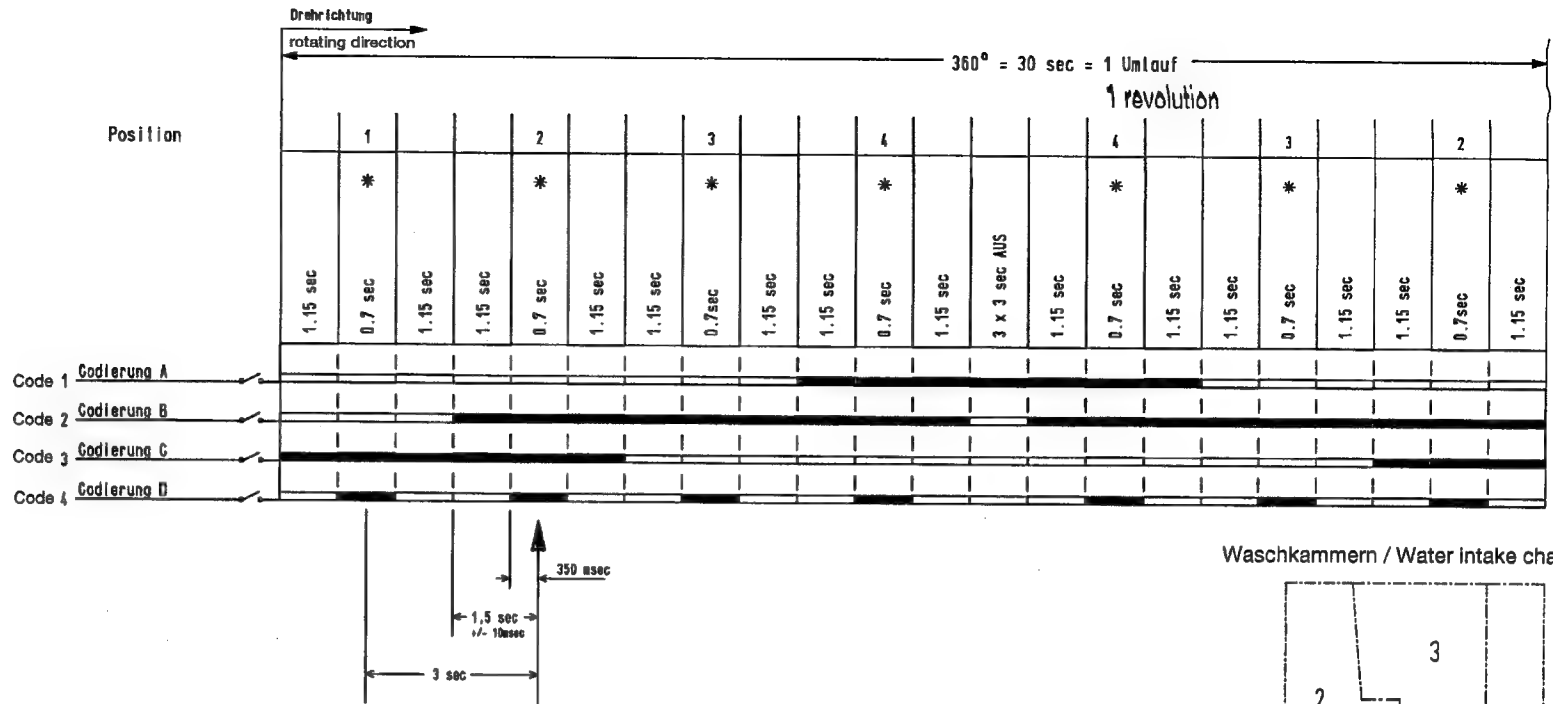 Drehrichtung
rotating direction
360° = 30 sec = 1 Umlauf
1 revolution
Position
1 2 3 4 4 3 2
* * * * * * *
1.15 sec
0.7 sec
1.15 sec
1.15 sec
0.7 sec
1.15 sec
1.15 sec
0.7sec
1.15 sec
1.15 sec
0.7 sec
1.15 sec
3 x 3 sec AUS
1.15 sec
0.7 sec
1.15 sec
1.15 sec
0.7 sec
1.15 sec
1.15 sec
0.7sec
1.15 sec
Code 1 Codierung A
Code 2 Codierung B
Code 3 Codierung C
Code 4 Codierung D
350 msec
1,5 sec
+/- 10msec
3 sec
Waschkammern / Water intake cha
3
2